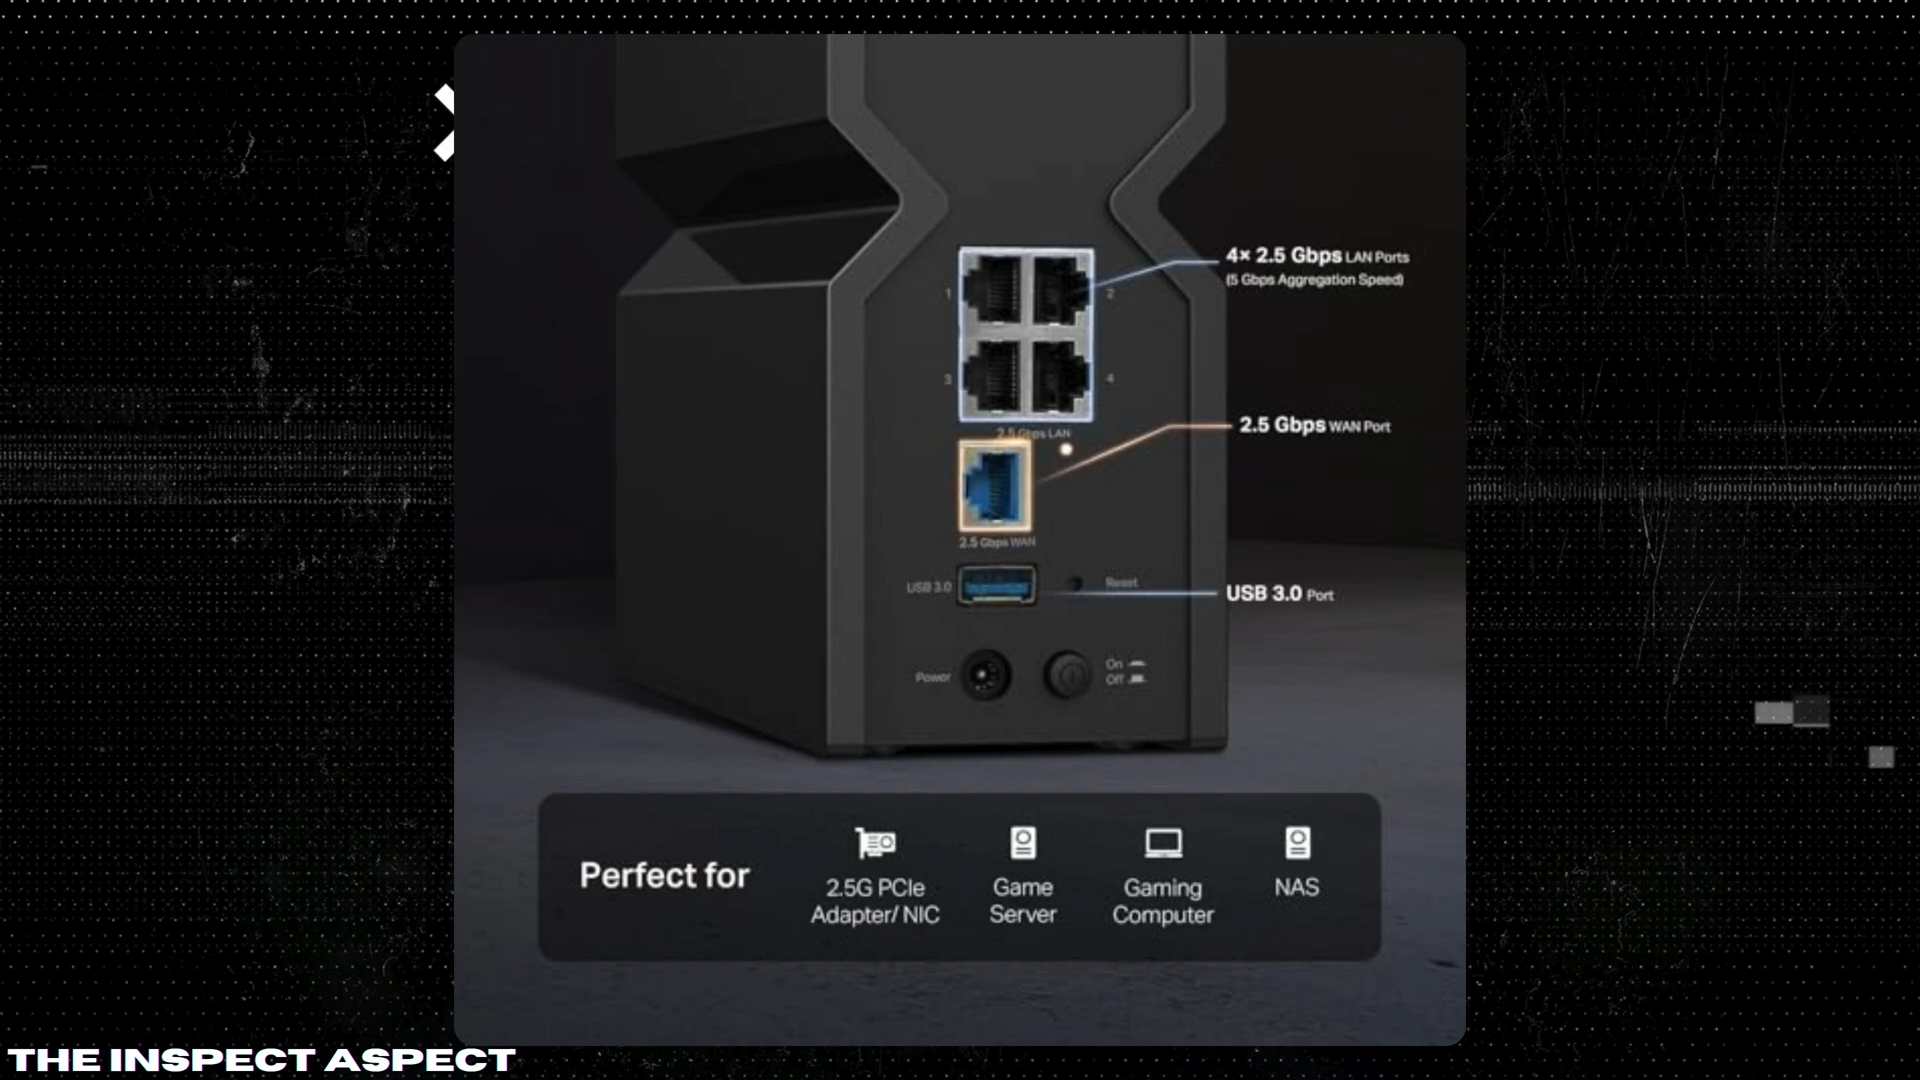 4× 2.5 Gbps LAN Ports
(5 Gbps Aggregation Speed)
1
2
3
4
2.5 Gbps LAN
2.5 Gbps WAN Port
2.5 Gbps WAN
USB 3.0
Reset
USB 3.0 Port
Power
On
Off
Perfect for
2.5G PCIe
Adapter/ NIC
Game
Server
Gaming
Computer
NAS
THE INSPECT ASPECT